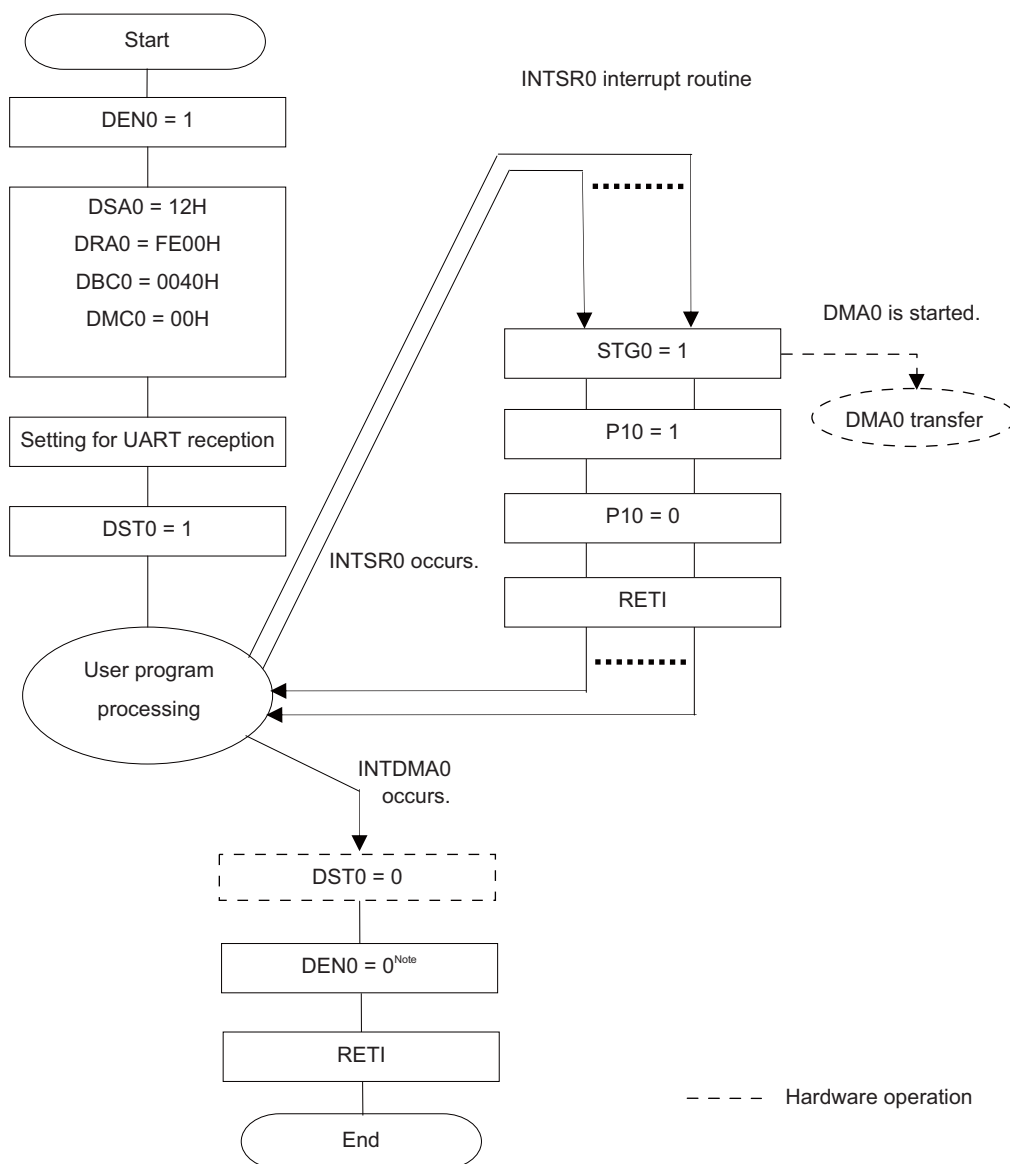 Start
DEN0 = 1
DSA0 = 12H
DRA0 = FE00H
DBC0 = 0040H
DMC0 = 00H
Setting for UART reception
DST0 = 1
User program
processing
INTSR0 occurs.
INTSR0 interrupt routine
STG0 = 1
P10 = 1
P10 = 0
RETI
DMA0 is started.
DMA0 transfer
INTDMA0
occurs.
DST0 = 0
DEN0 = 0Note
RETI
End
Hardware operation